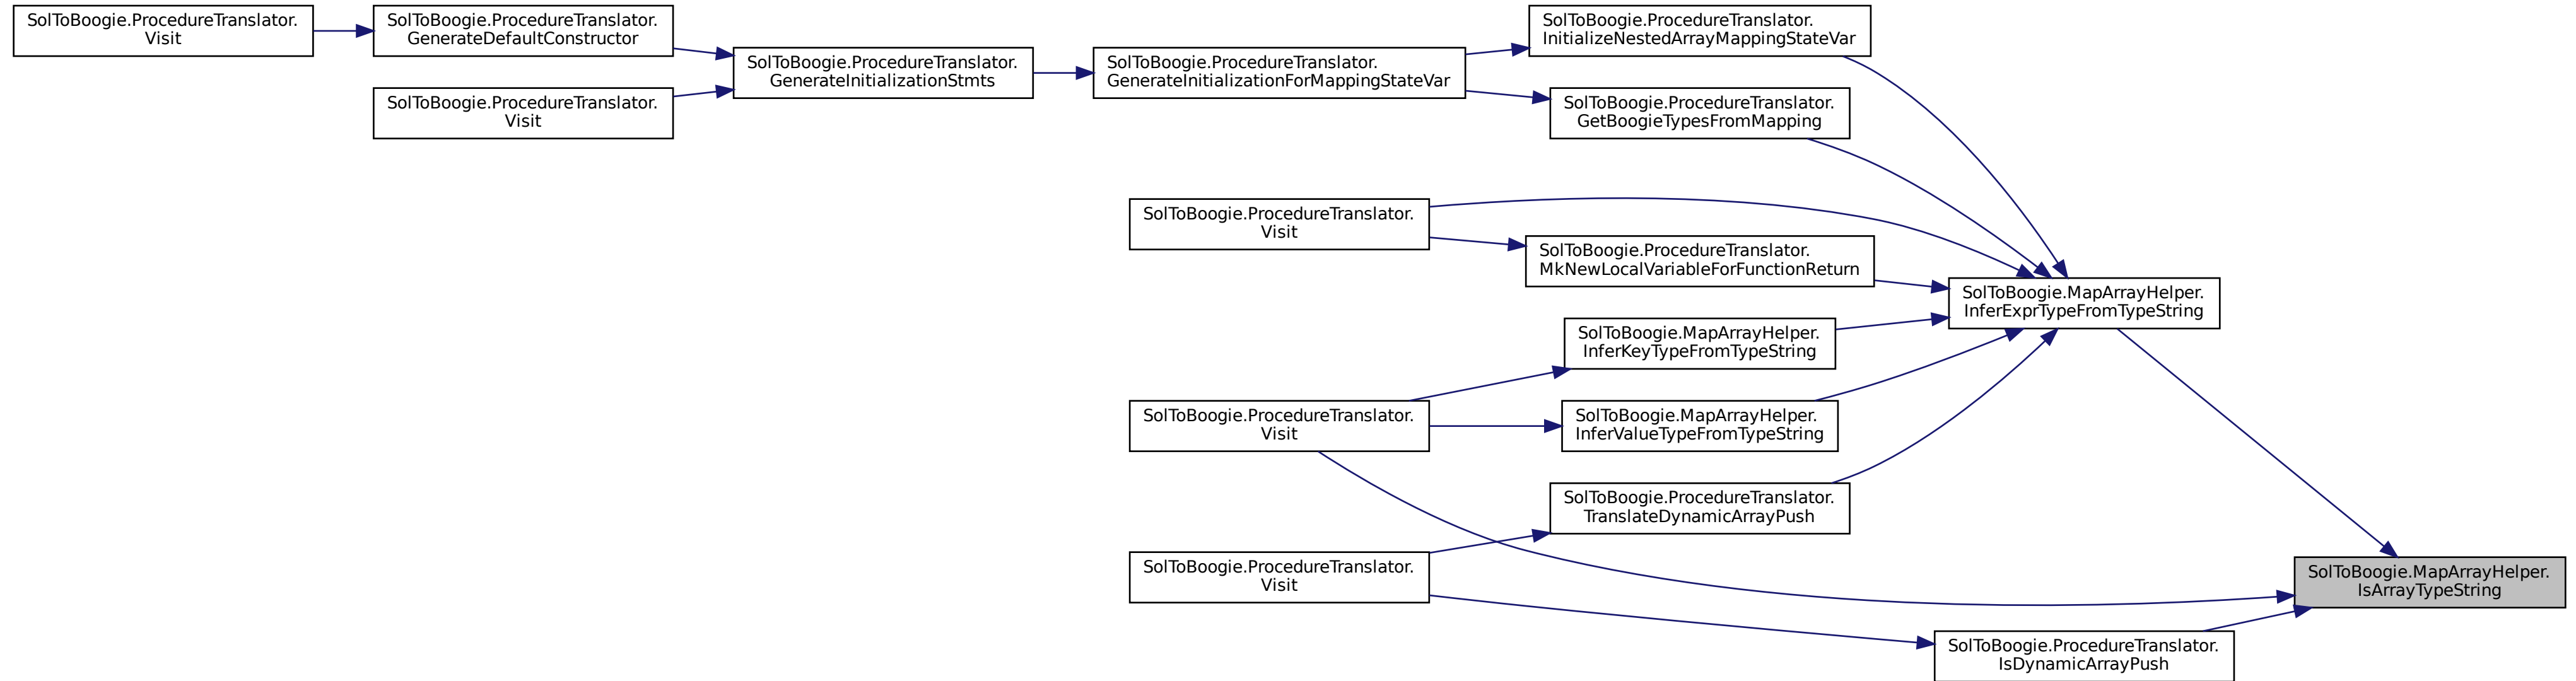 SolToBoogie.ProcedureTranslator.
Visit
SolToBoogie.ProcedureTranslator.
GenerateDefaultConstructor
SolToBoogie.ProcedureTranslator.
Visit
SolToBoogie.ProcedureTranslator.
GenerateInitializationStmts
SolToBoogie.ProcedureTranslator.
GenerateInitializationForMappingStateVar
SolToBoogie.ProcedureTranslator.
InitializeNestedArrayMappingStateVar
SolToBoogie.ProcedureTranslator.
GetBoogieTypesFromMapping
SolToBoogie.ProcedureTranslator.
Visit
SolToBoogie.ProcedureTranslator.
MkNewLocalVariableForFunctionReturn
SolToBoogie.MapArrayHelper.
InferExprTypeFromTypeString
SolToBoogie.MapArrayHelper.
InferKeyTypeFromTypeString
SolToBoogie.ProcedureTranslator.
Visit
SolToBoogie.MapArrayHelper.
InferValueTypeFromTypeString
SolToBoogie.ProcedureTranslator.
TranslateDynamicArrayPush
SolToBoogie.ProcedureTranslator.
Visit
SolToBoogie.MapArrayHelper.
IsArrayTypeString
SolToBoogie.ProcedureTranslator.
IsDynamicArrayPush